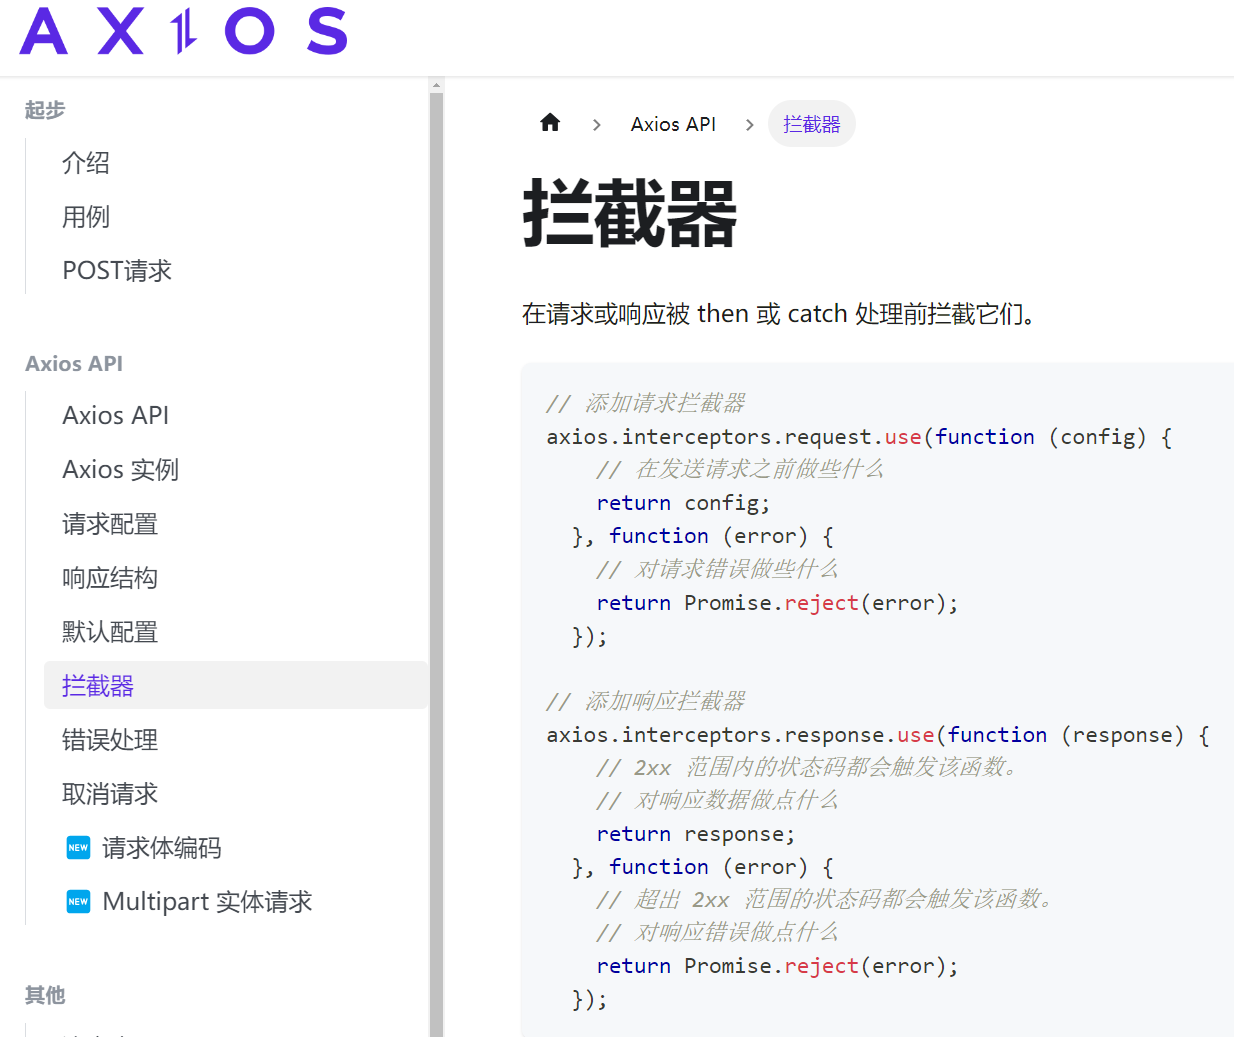 AXIOS
起步
介绍
用例
POST请求
Axios API
Axios API
Axios 实例
请求配置
响应结构
默认配置
拦截器
错误处理
取消请求
NEW 请求体编码
NEW Multipart 实体请求
其他
Axios API
拦截器
拦截器
在请求或响应被 then 或 catch 处理前拦截它们。
// 添加请求拦截器
axios.interceptors.request.use(function (config) {
    // 在发送请求之前做些什么
    return config;
  }, function (error) {
    // 对请求错误做些什么
    return Promise.reject(error);
  });
// 添加响应拦截器
axios.interceptors.response.use(function (response) {
    // 2xx 范围内的状态码都会触发该函数。
    // 对响应数据做点什么
    return response;
  }, function (error) {
    // 超出 2xx 范围的状态码都会触发该函数。
    // 对响应错误做点什么
    return Promise.reject(error);
  });